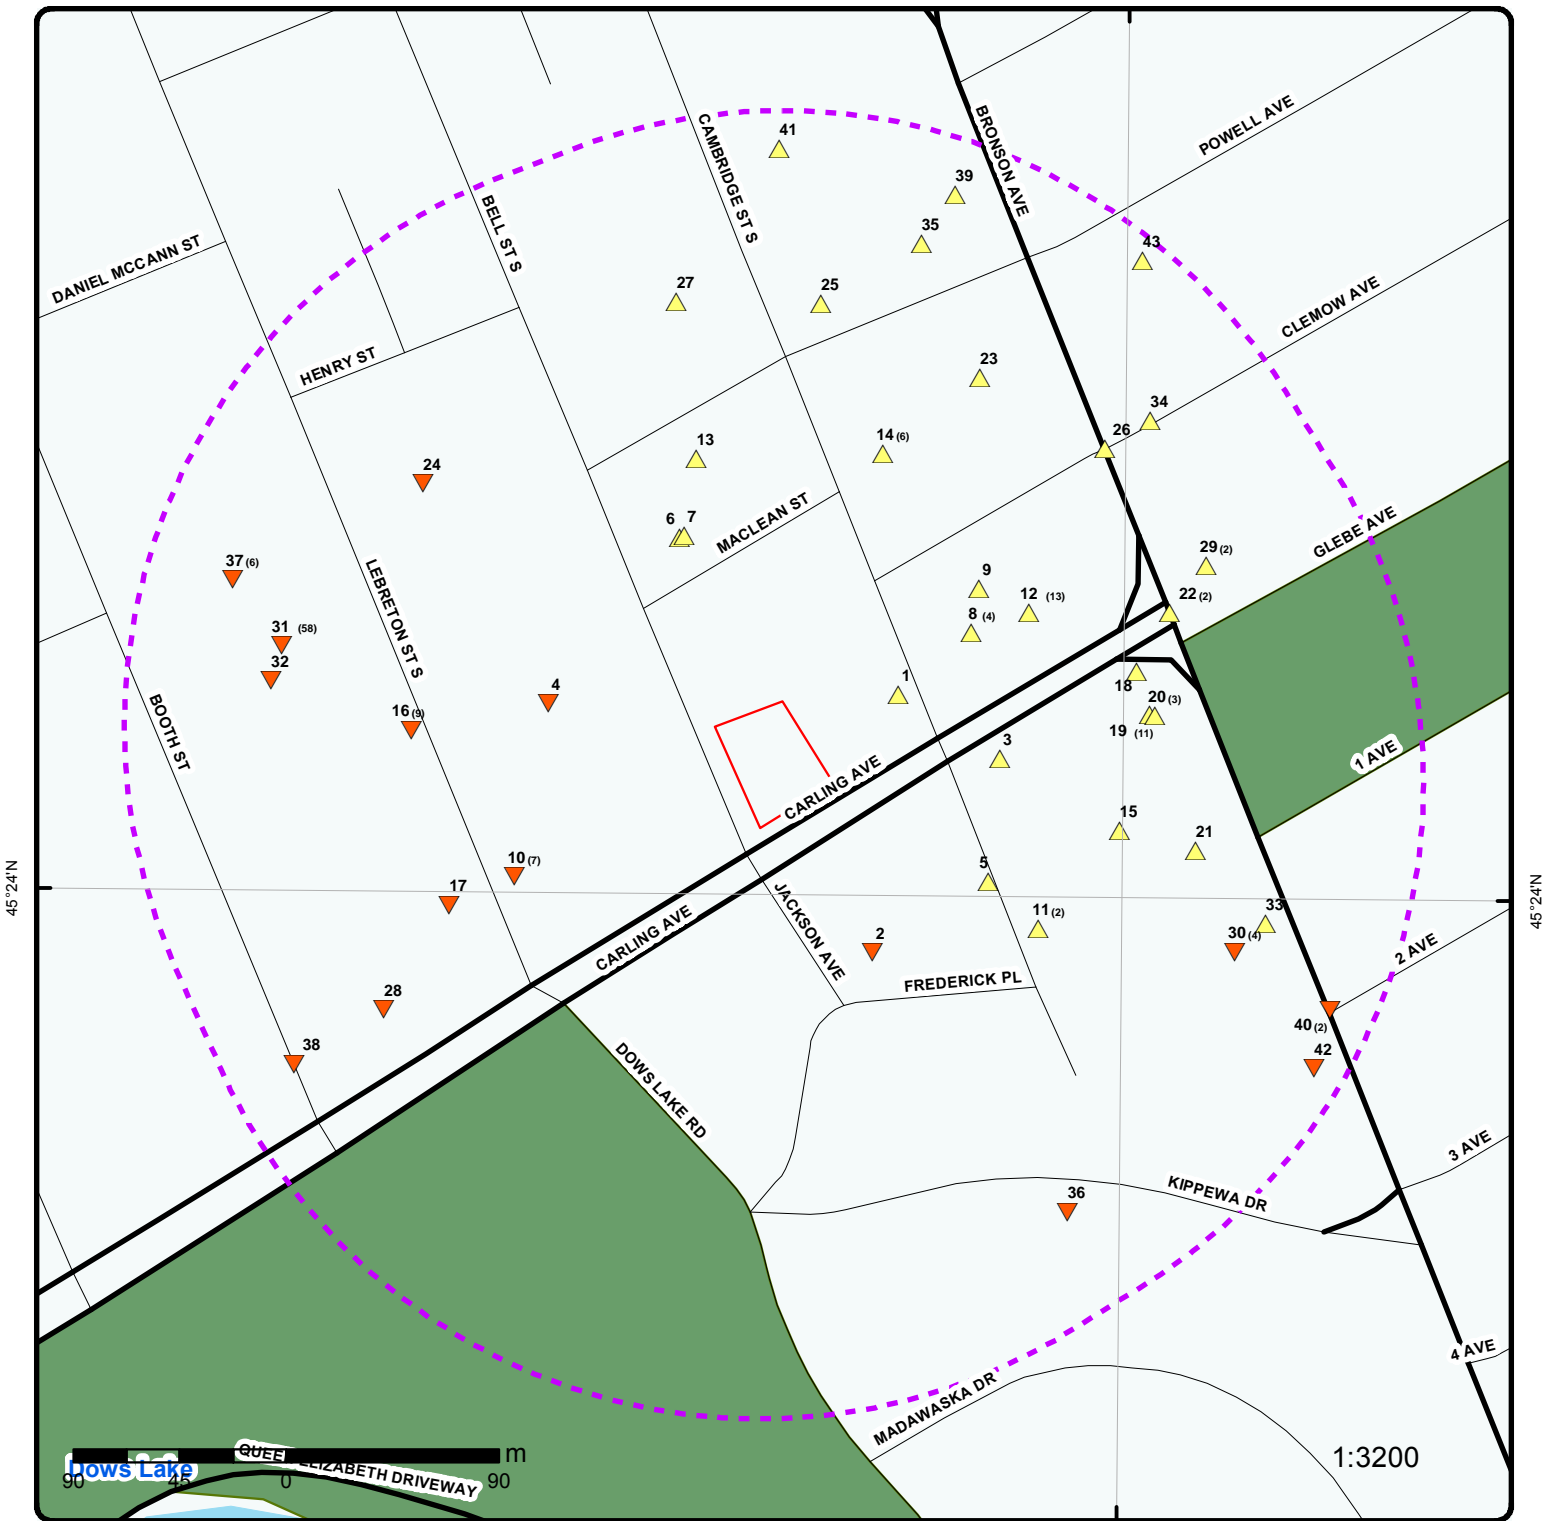 41
BRONSON AVE
POWELL AVE
CAMBRIDGE ST S
39
BELL ST S
35
DANIEL MCCANN ST
43
27
25
CLEMOW AVE
HENRY ST
23
34
26
14 (6)
13
24
MACLEAN ST
6
7
GLEBE AVE
37 (6)
29 (2)
LEBRETON ST S
9
12 (13)
22 (2)
8 (4)
31 (58)
32
1
18
4
BOOTH ST
16 (9)
20 (3)
19 (11)
3
1 AVE
CARLING AVE
15
21
10 (7)
5
45°24'N
45°24'N
17
JACKSON AVE
11 (2)
33
CARLING AVE
2
30 (4)
2 AVE
FREDERICK PL
28
40 (2)
38
42
DOWS LAKE RD
3 AVE
36
KIPPEWA DR
4 AVE
MADAWASKA DR
m
1:3200
Dows Lake
90
45
0
90
QUEEN ELIZABETH DRIVEWAY